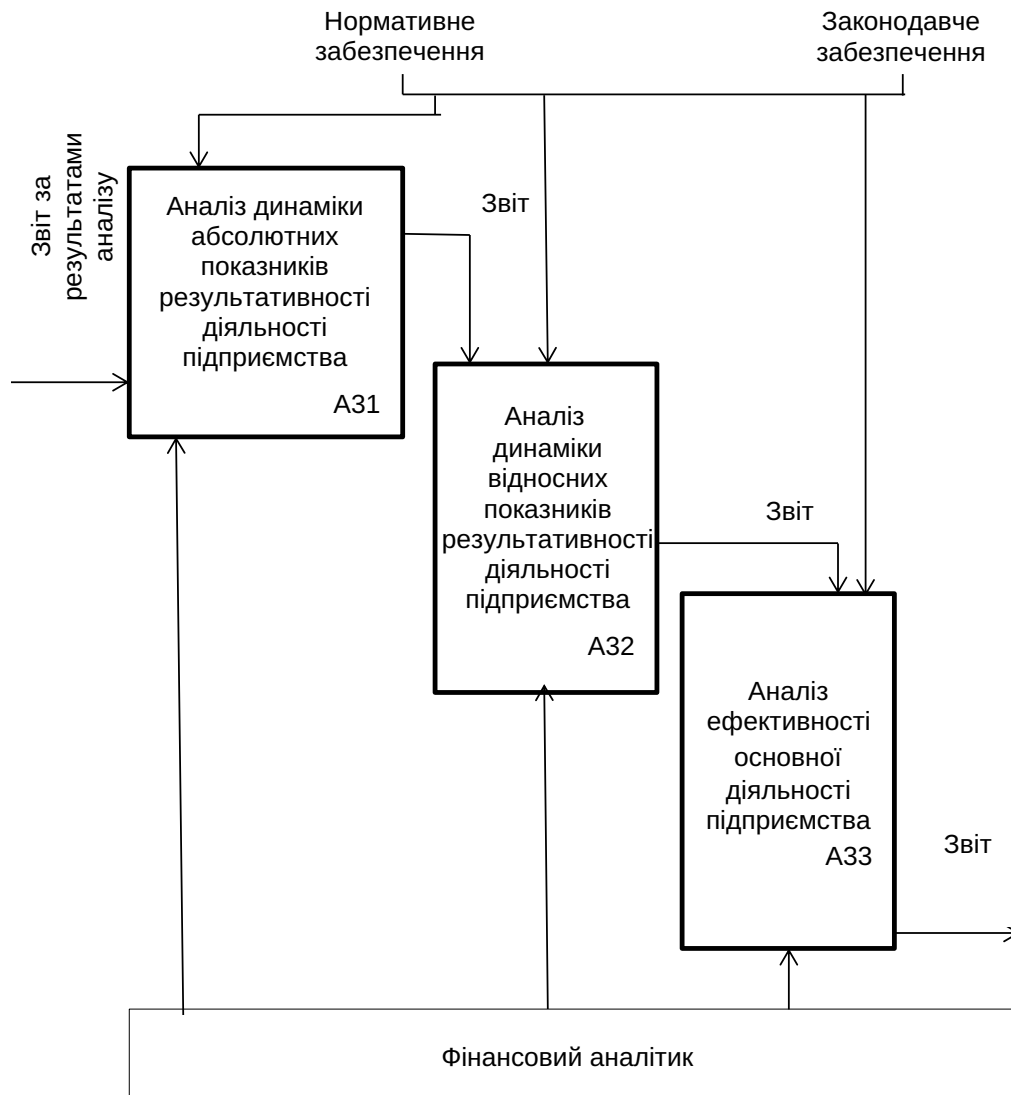 Нормативне
забезпечення
Законодавче
забезпечення
Звіт за
результатами
аналізу
Аналіз динаміки
абсолютних
показників
результативності
діяльності
підприємства
А31
Звіт
Аналіз
динаміки
відносних
показників
результативності
діяльності
підприємства
А32
Звіт
Аналіз
ефективності
основної
діяльності
підприємства
А33
Звіт
Фінансовий аналітик